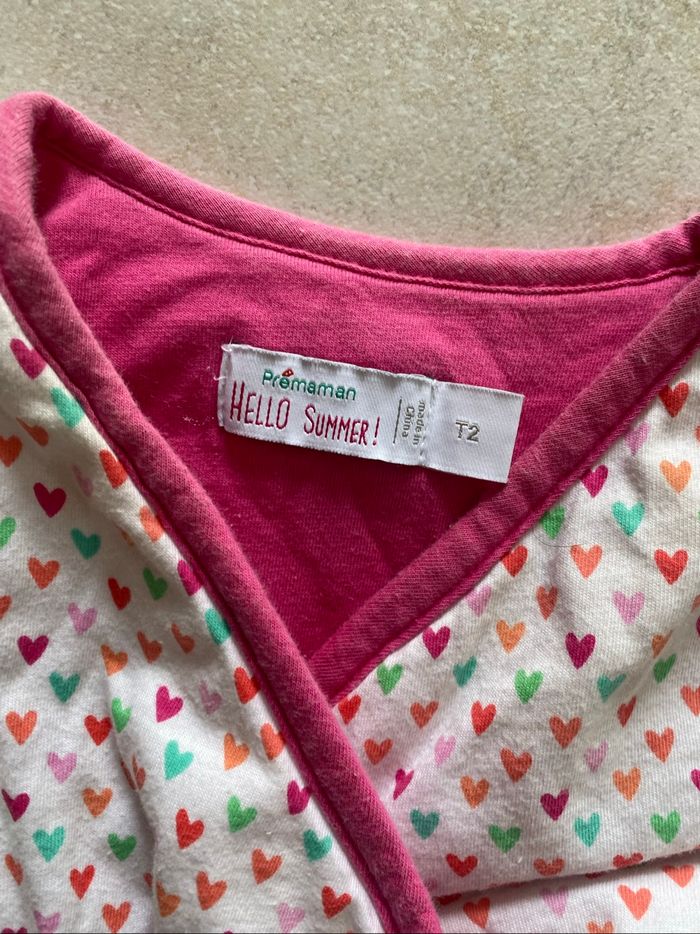 Prémaman
HELLO SUMMER!
made in
China
T2